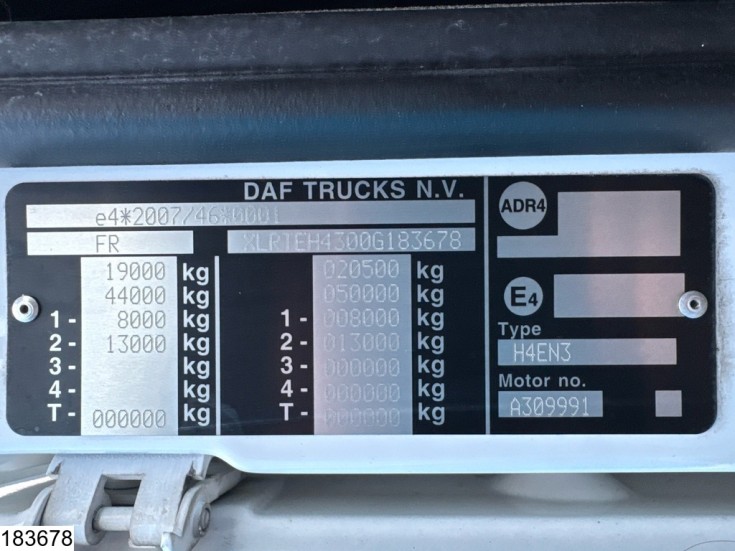 DAF TRUCKS N.V.
e4*2007/46*0001
FR XLRTEH4300G183678
19000 kg 020500 kg
44000 kg 050000 kg
1- 8000 kg 1- 008000 kg
2- 13000 kg 2- 013000 kg
3- kg 3- 000000 kg
4- kg 4- 000000 kg
T- 000000 kg T- 000000 kg
ADR4
E4
Type
H4EN3
Motor no.
A309991
183678